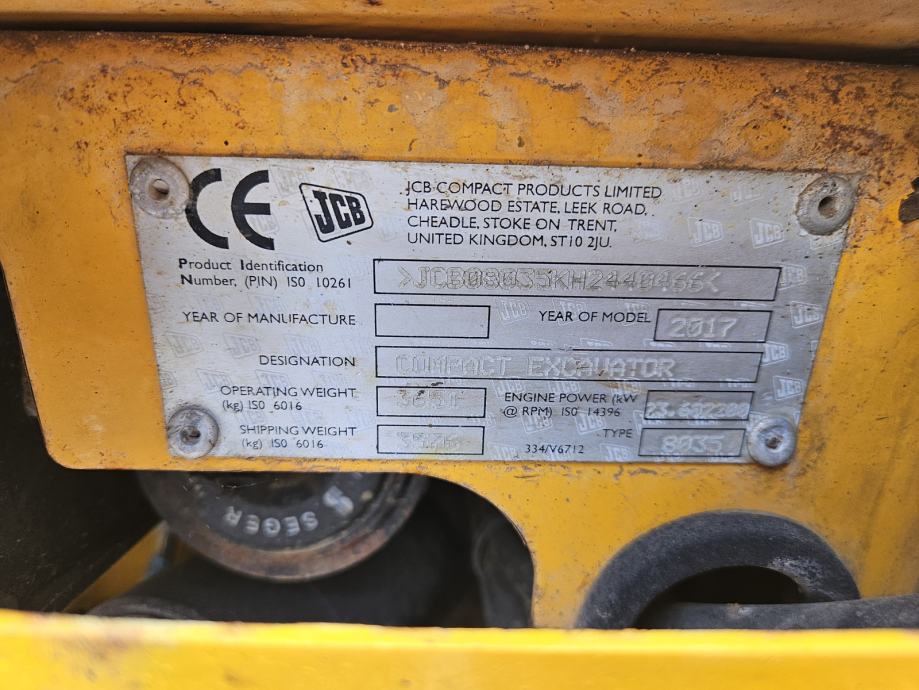 CE JCB
JCB COMPACT PRODUCTS LIMITED
HAREWOOD ESTATE, LEEK ROAD,
CHEADLE, STOKE ON TRENT,
UNITED KINGDOM, ST10 2JU.
Product Identification
Number, (PIN) ISO 10261 >JCB08035KH2440466<
YEAR OF MANUFACTURE YEAR OF MODEL 2017
DESIGNATION COMPACT EXCAVATOR
OPERATING WEIGHT ENGINE POWER (kW
(kg) ISO 6016 @ RPM) ISO 14396
SHIPPING WEIGHT TYPE 8035
(kg) ISO 6016 334/V6712
SEGER